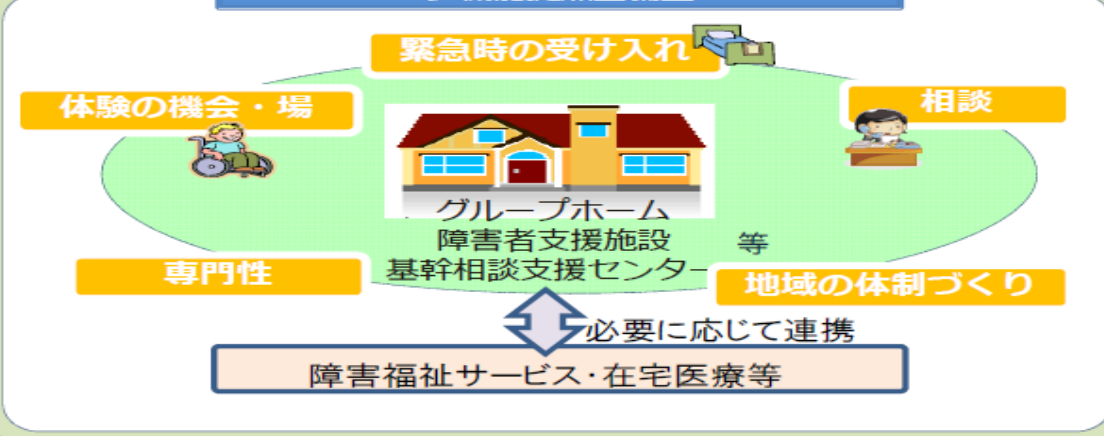 緊急時の受け入れ
体験の機会・場
相談
グループホーム
障害者支援施設 等
基幹相談支援センター
専門性
地域の体制づくり
必要に応じて連携
障害福祉サービス・在宅医療等